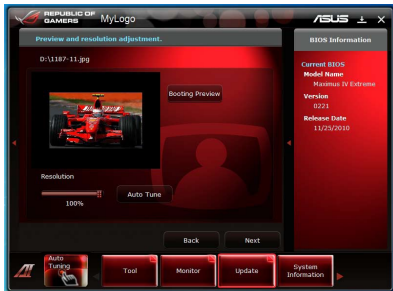 REPUBLIC OF
GAMERS
MyLogo
ASUS
Preview and resolution adjustment.
D:\1187-11.jpg
Booting Preview
Resolution
100%
Auto Tune
Back
Next
BIOS Information
Current BIOS
Model Name
Maximus IV Extreme
Version
0221
Release Date
11/25/2010
Auto
Tuning
Tool
Monitor
Update
System
Information